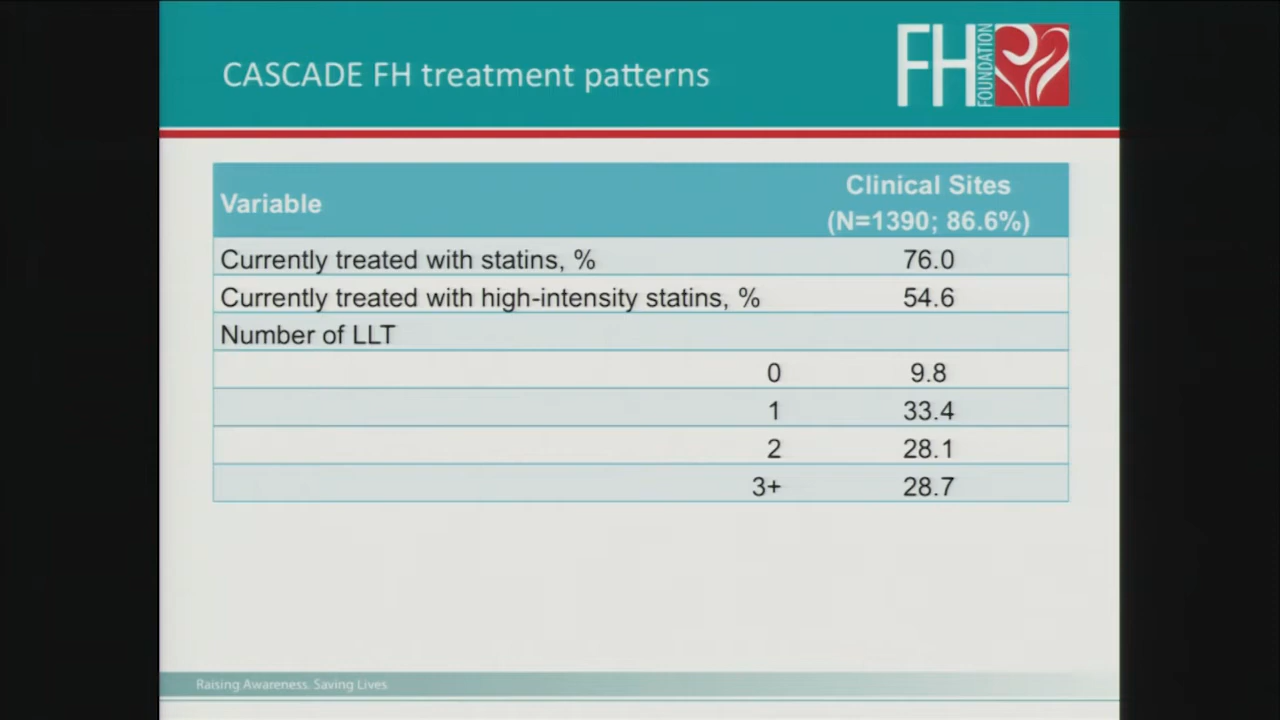 CASCADE FH treatment patterns
FH
FOUNDATION
Variable
Clinical Sites
(N=1390; 86.6%)
Currently treated with statins, % 76.0
Currently treated with high-intensity statins, % 54.6
Number of LLT
0 9.8
1 33.4
2 28.1
3+ 28.7
Raising Awareness. Saving Lives.